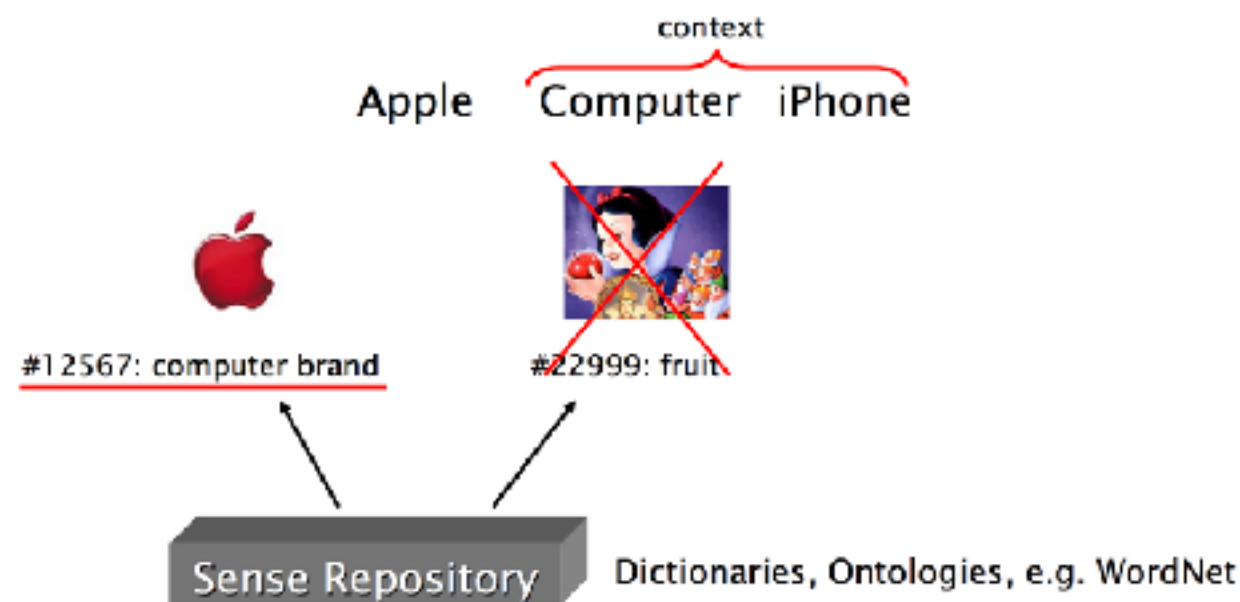 context
Apple Computer iPhone
#12567: computer brand #22999: fruit
Sense Repository Dictionaries, Ontologies, e.g. WordNet